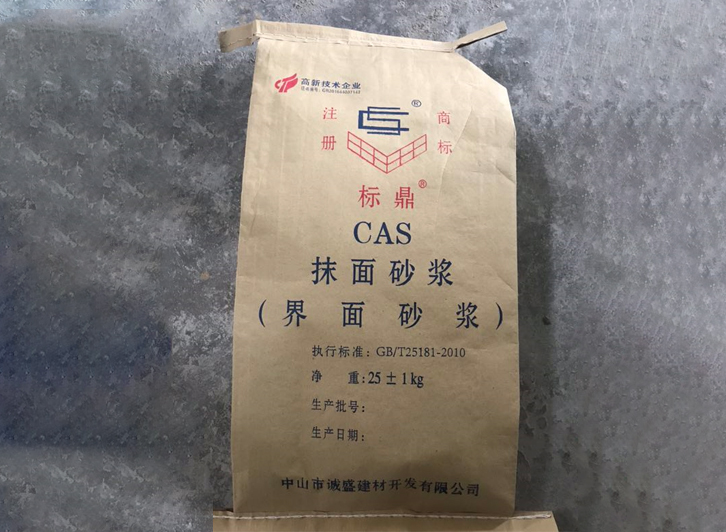 高新技术企业
注册
商标
标鼎®
CAS
抹面砂浆
(界面砂浆)
执行标准: GB/T25181-2010
净 重:25±1kg
生产批号:
生产日期:
中山市诚盛建材开发有限公司